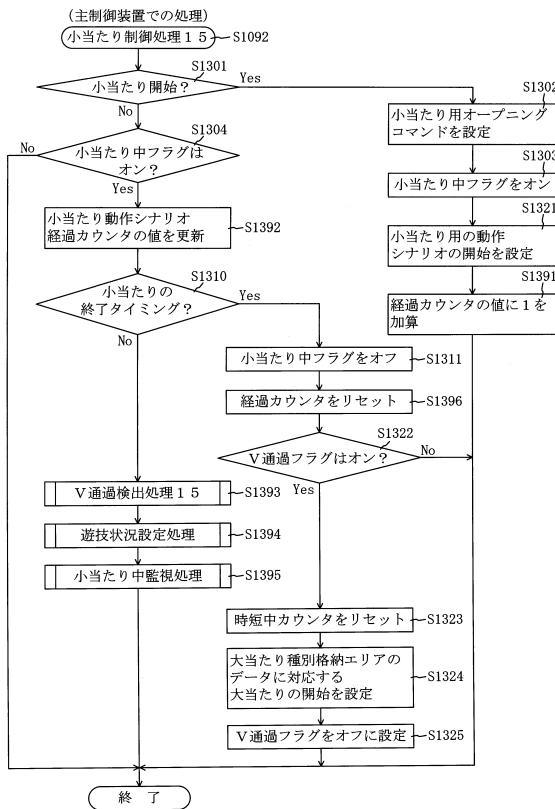 (主制御装置での処理)
小当たり制御処理15
S1092
S1301
小当たり開始?
Yes
No
S1302
小当たり用オープニング
コマンドを設定
S1303
小当たり中フラグをオン
S1321
小当たり用の動作
シナリオの開始を設定
S1391
経過カウンタの値に1を
加算
S1304
No
小当たり中フラグは
オン?
Yes
小当たり動作シナリオ
経過カウンタの値を更新
S1392
S1310
小当たりの
終了タイミング?
Yes
No
小当たり中フラグをオフ
S1311
経過カウンタをリセット
S1396
S1322
V通過フラグはオン?
No
Yes
V通過検出処理15
S1393
遊技状況設定処理
S1394
小当たり中監視処理
S1395
時短中カウンタをリセット
S1323
大当たり種別格納エリアの
データに対応する
大当たりの開始を設定
S1324
V通過フラグをオフに設定
S1325
終了